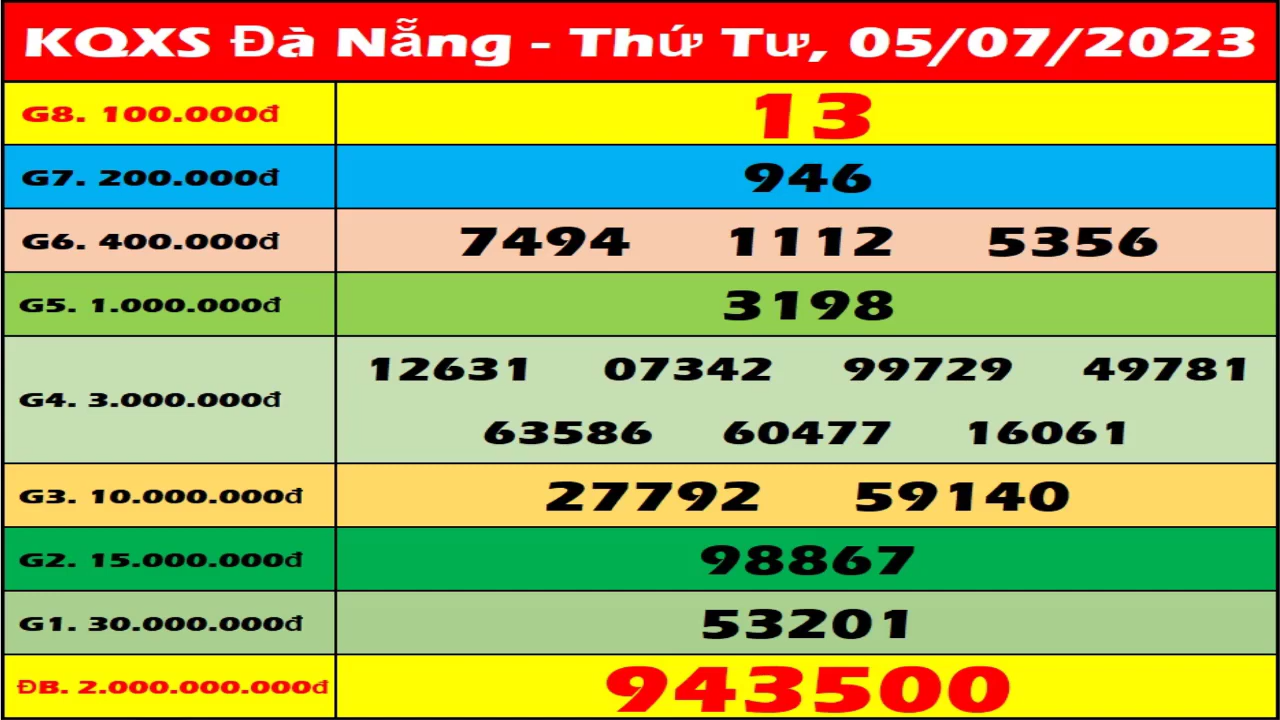 KQXS Đà Nẵng - Thứ Tư, 05/07/2023
G8. 100.000đ 13
G7. 200.000đ 946
G6. 400.000đ 7494 1112 5356
G5. 1.000.000đ 3198
G4. 3.000.000đ 12631 07342 99729 49781
63586 60477 16061
G3. 10.000.000đ 27792 59140
G2. 15.000.000đ 98867
G1. 30.000.000đ 53201
ĐB. 2.000.000.000đ 943500